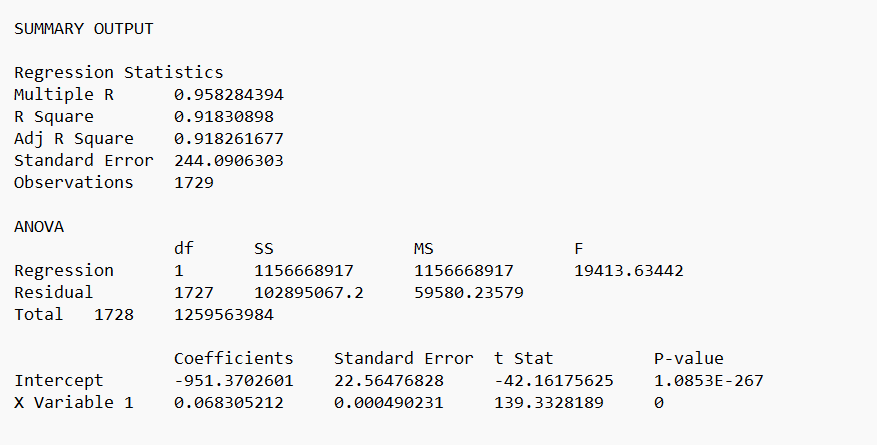 SUMMARY OUTPUT
Regression Statistics
Multiple R 0.958284394
R Square 0.91830898
Adj R Square 0.918261677
Standard Error 244.0906303
Observations 1729
ANOVA
df SS MS F
Regression 1 1156668917 1156668917 19413.63442
Residual 1727 102895067.2 59580.23579
Total 1728 1259563984
Coefficients Standard Error t Stat P-value
Intercept -951.3702601 22.56476828 -42.16175625 1.0853E-267
X Variable 1 0.068305212 0.000490231 139.3328189 0